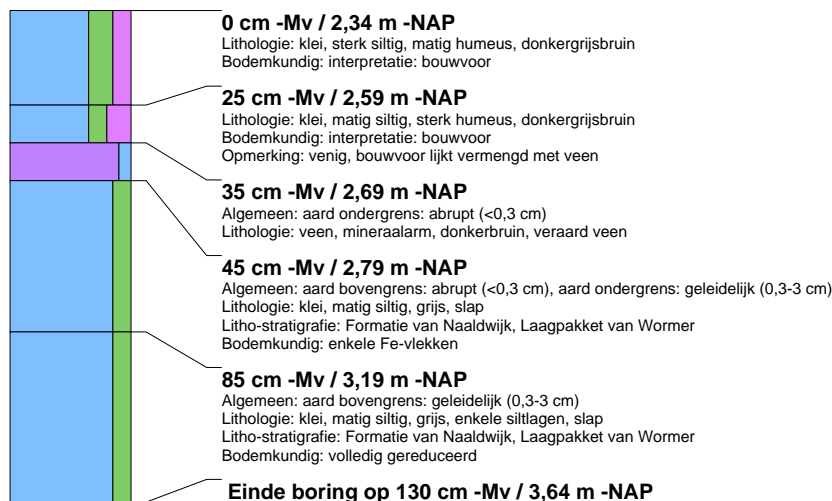 0 cm -Mv / 2,34 m -NAP
Lithologie: klei, sterk siltig, matig humeus, donkergrijsbruin
Bodemkundig: interpretatie: bouwvoor
25 cm -Mv / 2,59 m -NAP
Lithologie: klei, matig siltig, sterk humeus, donkergrijsbruin
Bodemkundig: interpretatie: bouwvoor
Opmerking: venig, bouwvoor lijkt vermengd met veen
35 cm -Mv / 2,69 m -NAP
Algemeen: aard ondergrens: abrupt (<0,3 cm)
Lithologie: veen, mineraalarm, donkerbruin, veraard veen
45 cm -Mv / 2,79 m -NAP
Algemeen: aard bovengrens: abrupt (<0,3 cm), aard ondergrens: geleidelijk (0,3-3 cm)
Lithologie: klei, matig siltig, grijs, slap
Litho-stratigrafie: Formatie van Naaldwijk, Laagpakket van Wormer
Bodemkundig: enkele Fe-vlekken
85 cm -Mv / 3,19 m -NAP
Algemeen: aard bovengrens: geleidelijk (0,3-3 cm)
Lithologie: klei, matig siltig, grijs, enkele siltlagen, slap
Litho-stratigrafie: Formatie van Naaldwijk, Laagpakket van Wormer
Bodemkundig: volledig gereduceerd
Einde boring op 130 cm -Mv / 3,64 m -NAP